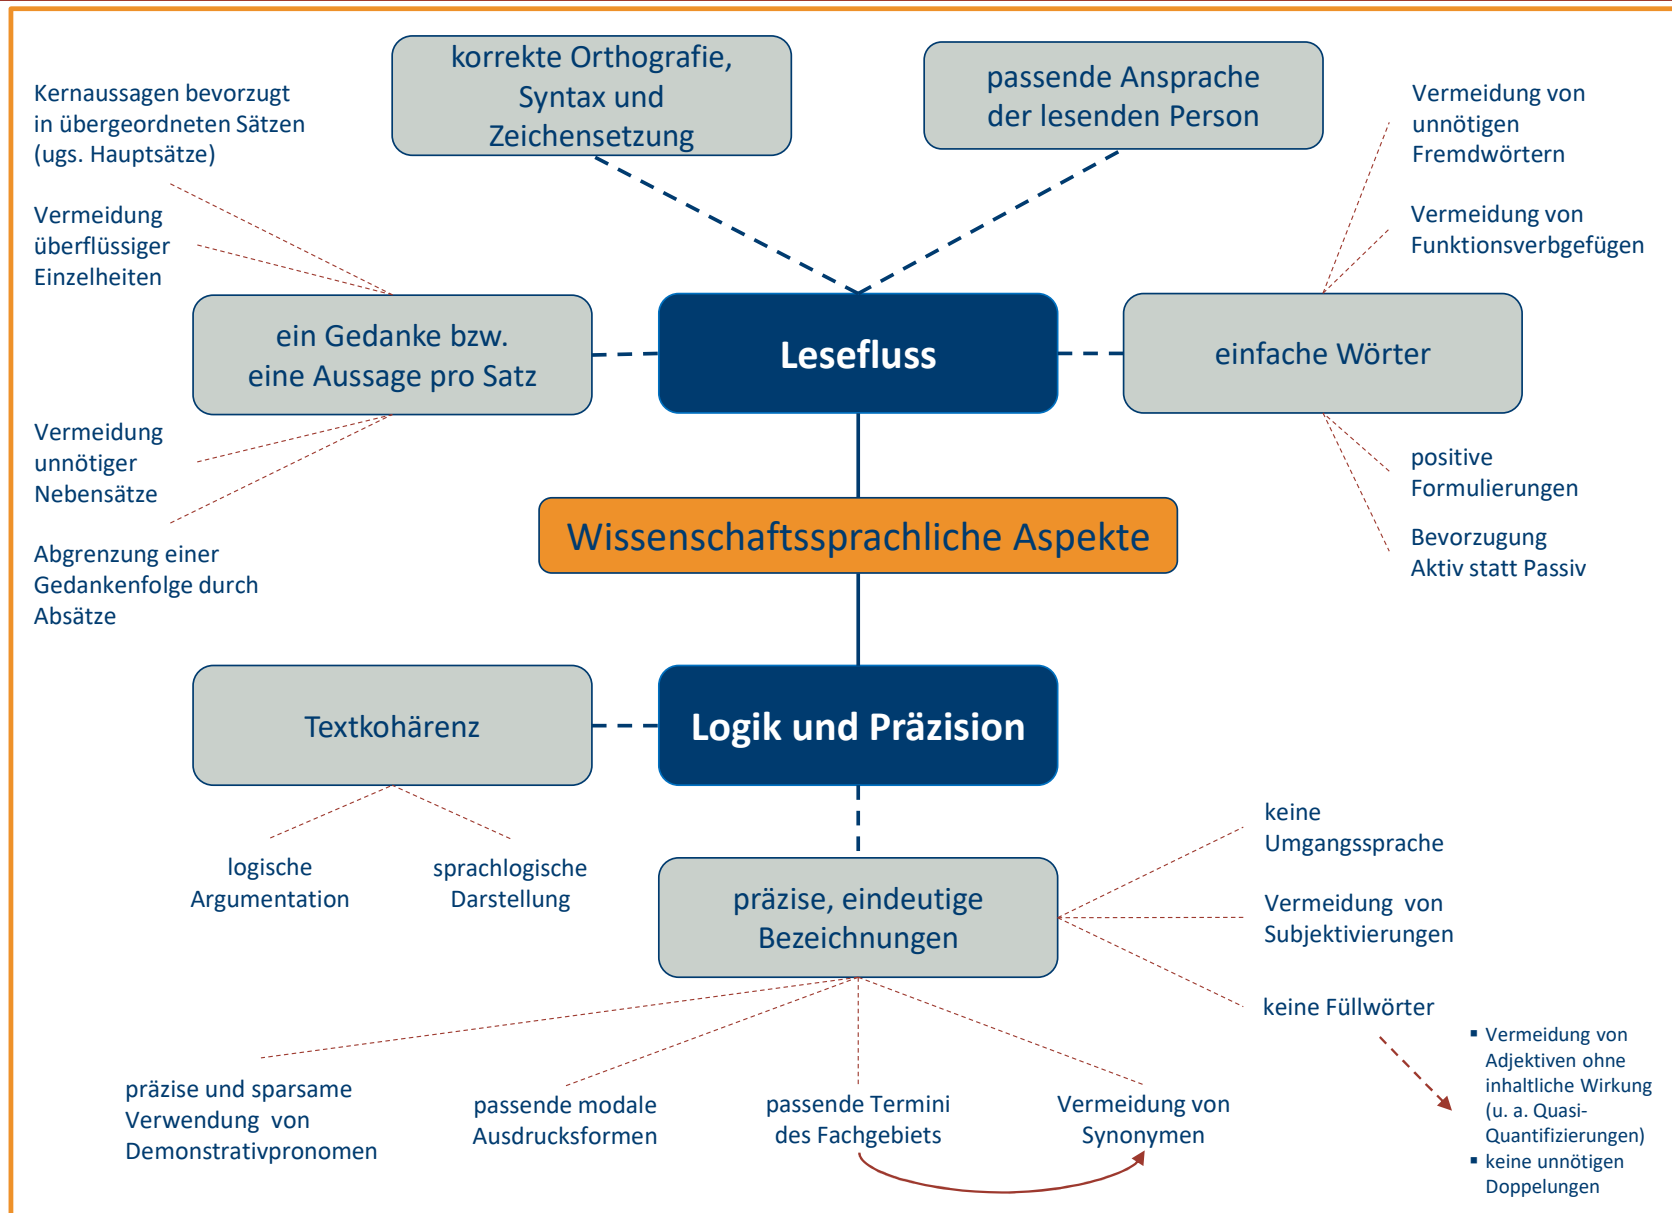 korrekte Orthografie,
Syntax und
Zeichensetzung
passende Ansprache
der lesenden Person
Kernaussagen bevorzugt
in übergeordneten Sätzen
(ugs. Hauptsätze)
Vermeidung
überflüssiger
Einzelheiten
Vermeidung von
unnötigen
Fremdwörtern
Vermeidung von
Funktionsverbgefügen
ein Gedanke bzw.
eine Aussage pro Satz
Lesefluss
einfache Wörter
Vermeidung
unnötiger
Nebensätze
Abgrenzung einer
Gedankenfolge durch
Absätze
positive
Formulierungen
Bevorzugung
Aktiv statt Passiv
Wissenschaftssprachliche Aspekte
Textkohärenz
Logik und Präzision
logische
Argumentation
sprachlogische
Darstellung
präzise, eindeutige
Bezeichnungen
keine
Umgangssprache
Vermeidung von
Subjektivierungen
keine Füllwörter
▪ Vermeidung von
Adjektiven ohne
inhaltliche Wirkung
(u. a. Quasi-
Quantifizierungen)
▪ keine unnötigen
Doppelungen
präzise und sparsame
Verwendung von
Demonstrativpronomen
passende modale
Ausdrucksformen
passende Termini
des Fachgebiets
Vermeidung von
Synonymen